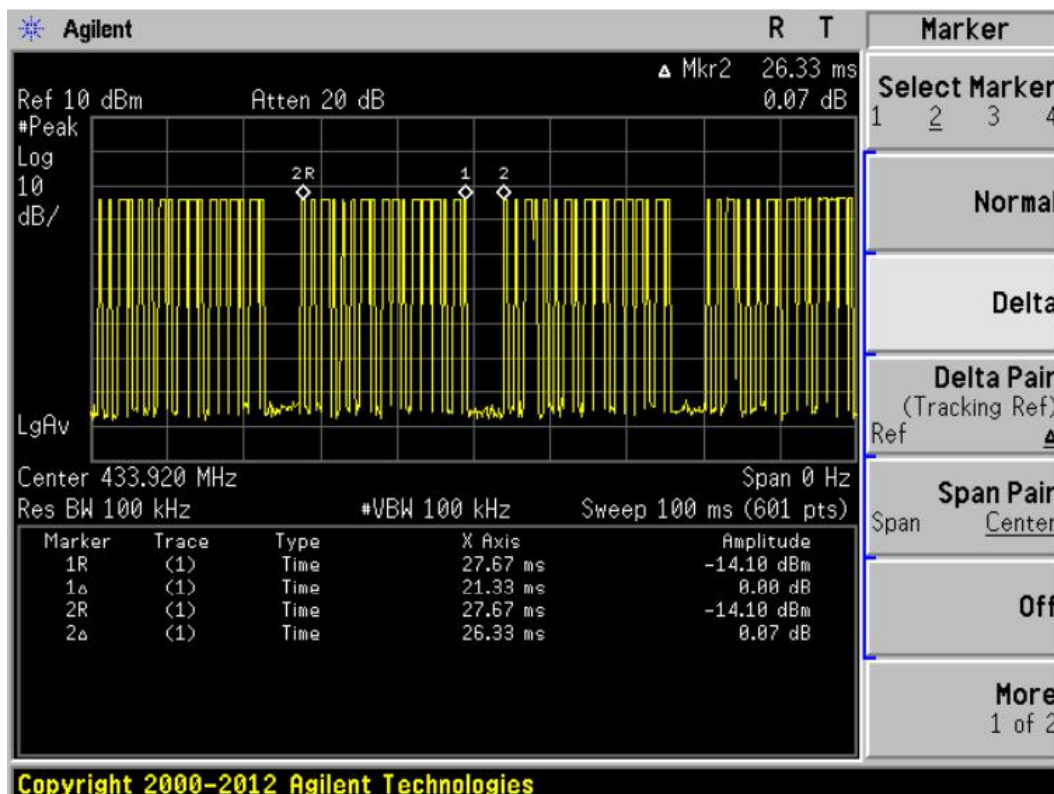 Agilent R T Marker
△ Mkr2 26.33 ms
Ref 10 dBm Atten 20 dB 0.07 dB
Select Marker
1 2 3 4
#Peak
Log
10
dB/
2R 1 2
Normal
Delta
Delta Pair
(Tracking Ref)
Ref △
LgAv
Center 433.920 MHz Span 0 Hz
Res BW 100 kHz #VBW 100 kHz Sweep 100 ms (601 pts)
Span Pair
Span Center
Marker Trace Type X Axis Amplitude
1R (1) Time 27.67 ms -14.10 dBm
1△ (1) Time 21.33 ms 0.00 dB
2R (1) Time 27.67 ms -14.10 dBm
2△ (1) Time 26.33 ms 0.07 dB
Off
More
1 of 2
Copyright 2000-2012 Agilent Technologies